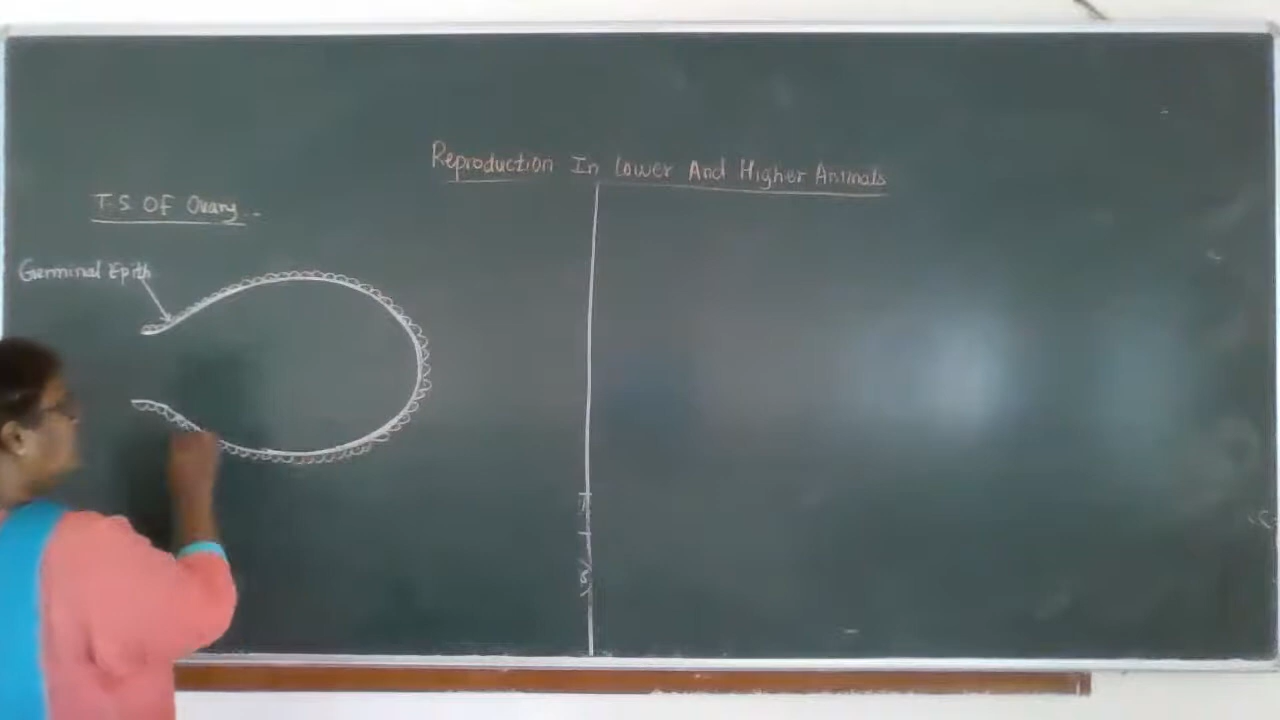 Reproduction In Lower And Higher Animals
T.S. OF Ovary..
Germinal Epith